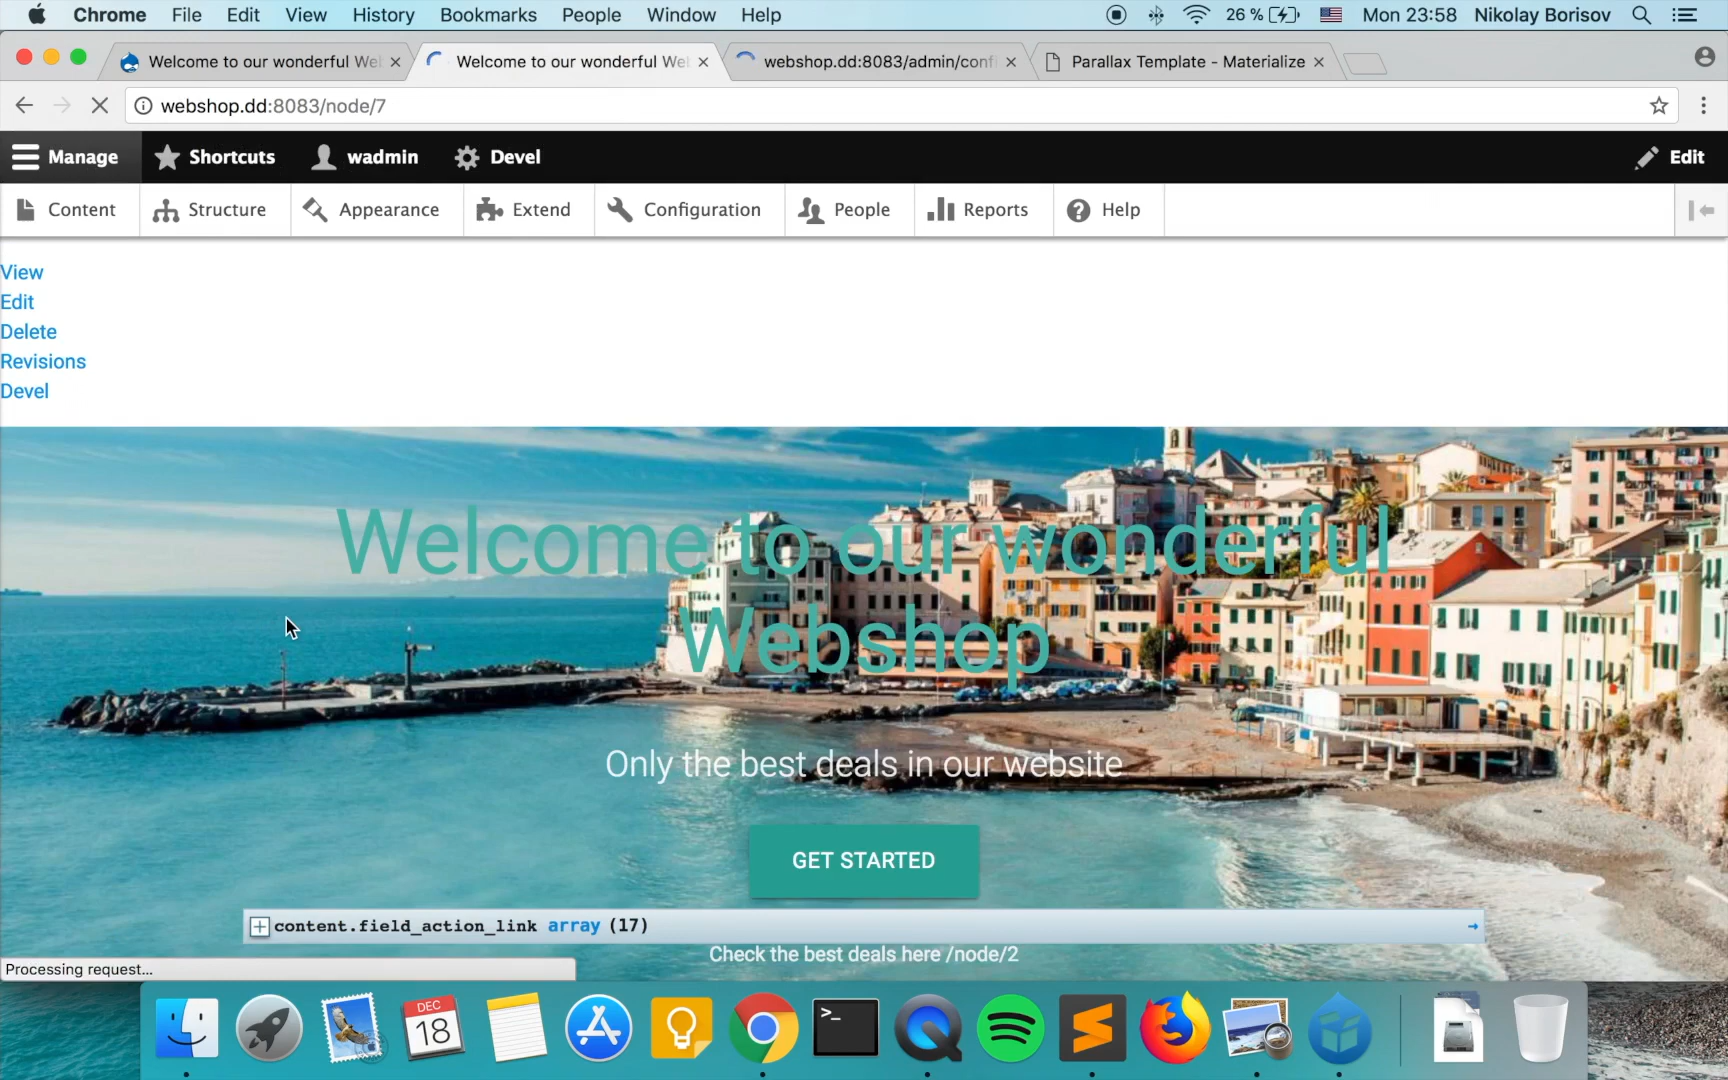 Chrome File Edit View History Bookmarks People Window Help 26 % Mon 23:58 Nikolay Borisov
Welcome to our wonderful We Welcome to our wonderful We webshop.dd:8083/admin/confi Parallax Template - Materialize
webshop.dd:8083/node/7
Manage Shortcuts wadmin Devel Edit
Content Structure Appearance Extend Configuration People Reports Help
View
Edit
Delete
Revisions
Devel
Welcome to our wonderful
Webshop
Only the best deals in our website
GET STARTED
content.field_action_link array (17)
Check the best deals here /node/2
Processing request...
DEC
18